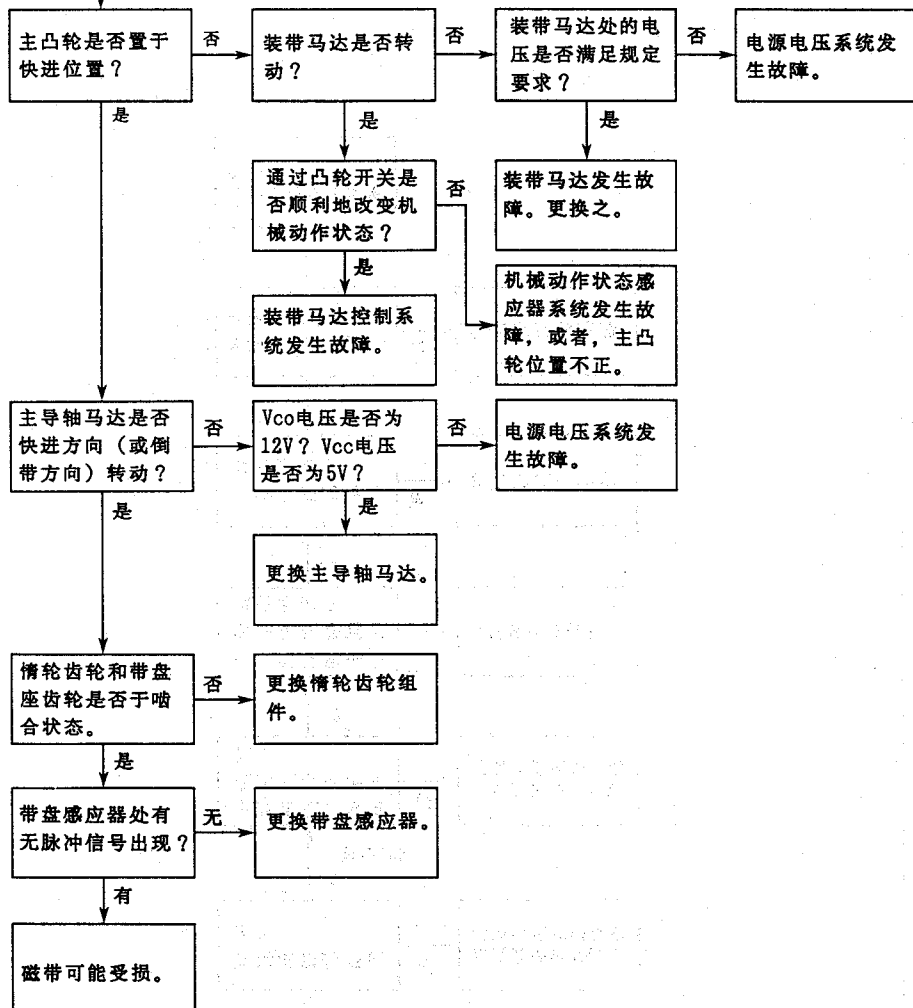 主凸轮是否置于
快进位置？
否
装带马达是否转
动？
否
装带马达处的电
压是否满足规定
要求？
否
电源电压系统发
生故障。
是
是
是
通过凸轮开关是
否顺利地改变机
械动作状态？
否
装带马达发生故
障。更换之。
是
装带马达控制系
统发生故障。
机械动作状态感
应器系统发生故
障，或者，主凸
轮位置不正。
主导轴马达是否
快进方向（或倒
带方向）转动？
否
Vco电压是否为
12V？Vcc电压
是否为5V？
否
电源电压系统发
生故障。
是
是
更换主导轴马达。
惰轮齿轮和带盘
座齿轮是否于啮
合状态。
否
更换惰轮齿轮组
件。
是
带盘感应器处有
无脉冲信号出现？
无
更换带盘感应器。
有
磁带可能受损。